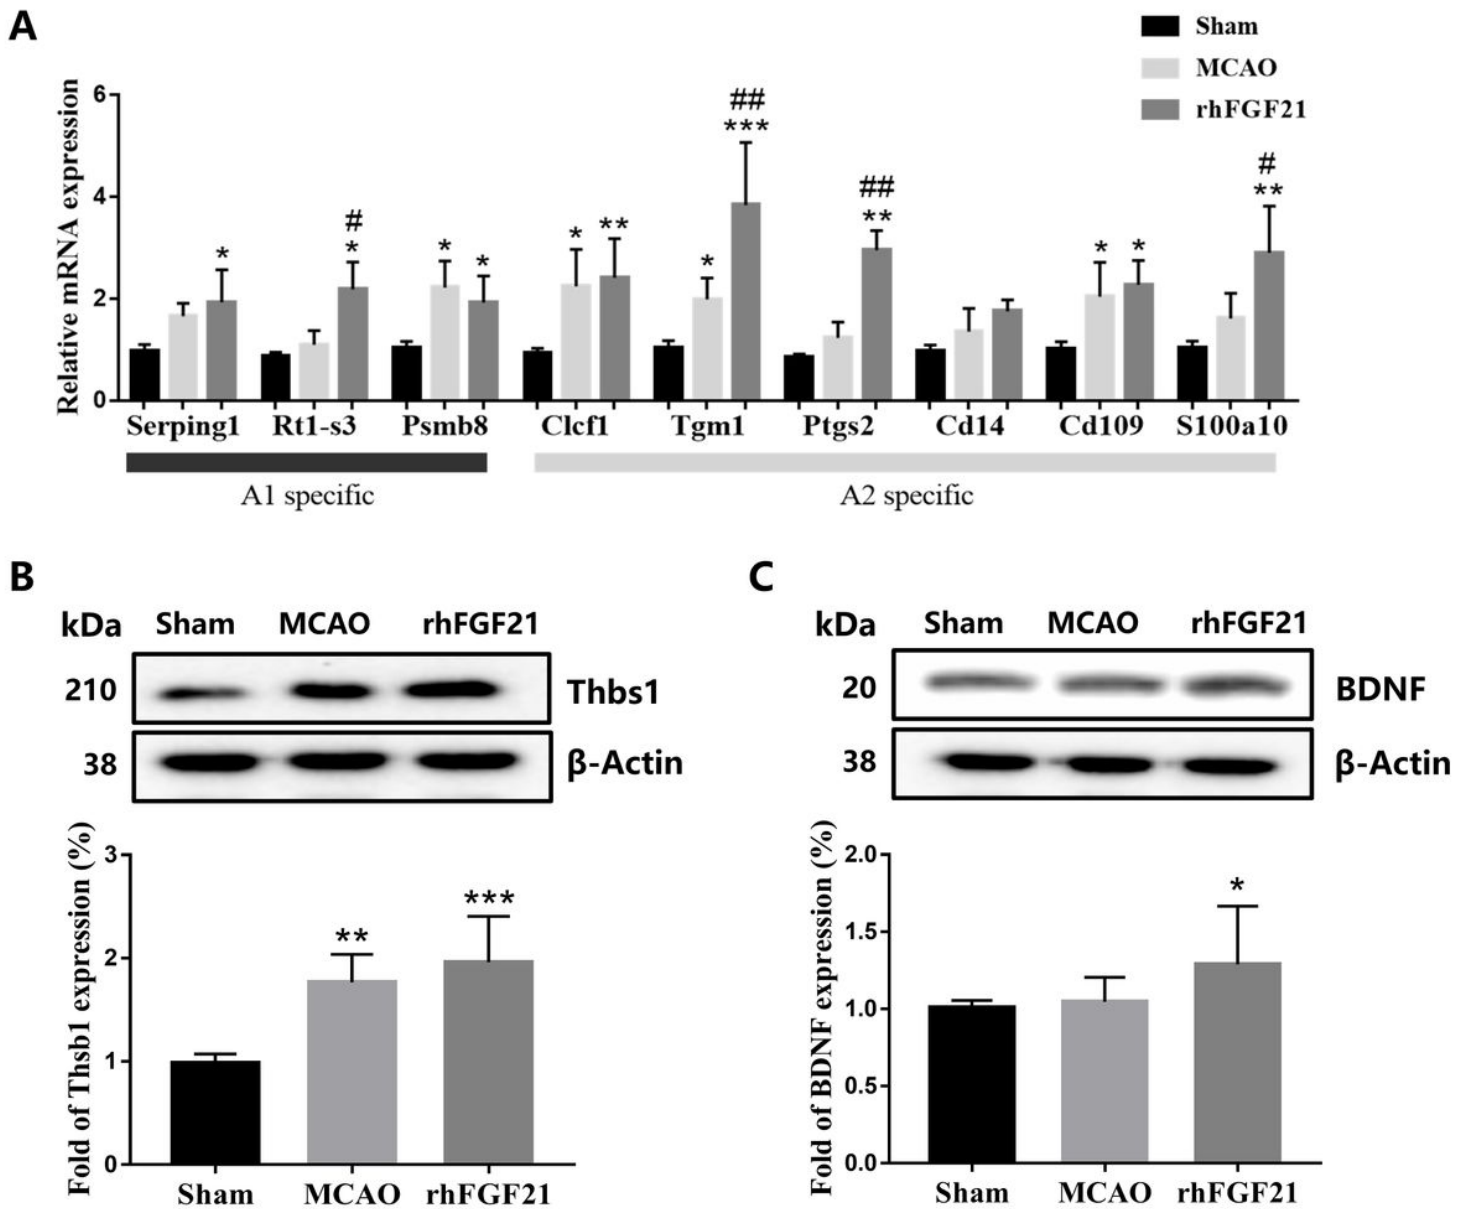 A
Sham
MCAO
rhFGF21
Relative mRNA expression
6
4
2
0
*
#
*
*
*
*
**
*
##
***
##
**
*
*
#
**
Serping1 Rt1-s3 Psmb8 Clcf1 Tgm1 Ptgs2 Cd14 Cd109 S100a10
A1 specific A2 specific
B
kDa Sham MCAO rhFGF21
210 Thbs1
38 β-Actin
Fold of Thsb1 expression (%)
3
2
1
0
**
***
Sham MCAO rhFGF21
C
kDa Sham MCAO rhFGF21
20 BDNF
38 β-Actin
Fold of BDNF expression (%)
2.0
1.5
1.0
0.5
0.0
*
Sham MCAO rhFGF21